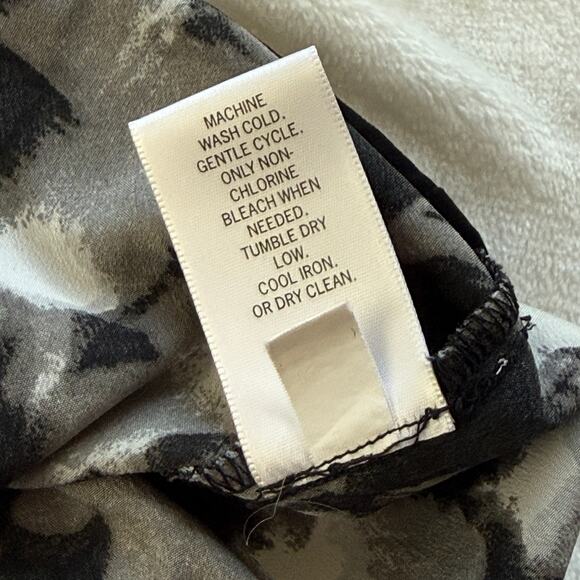 MACHINE
WASH COLD.
GENTLE CYCLE.
ONLY NON-
CHLORINE
BLEACH WHEN
NEEDED.
TUMBLE DRY
LOW.
COOL IRON.
OR DRY CLEAN.